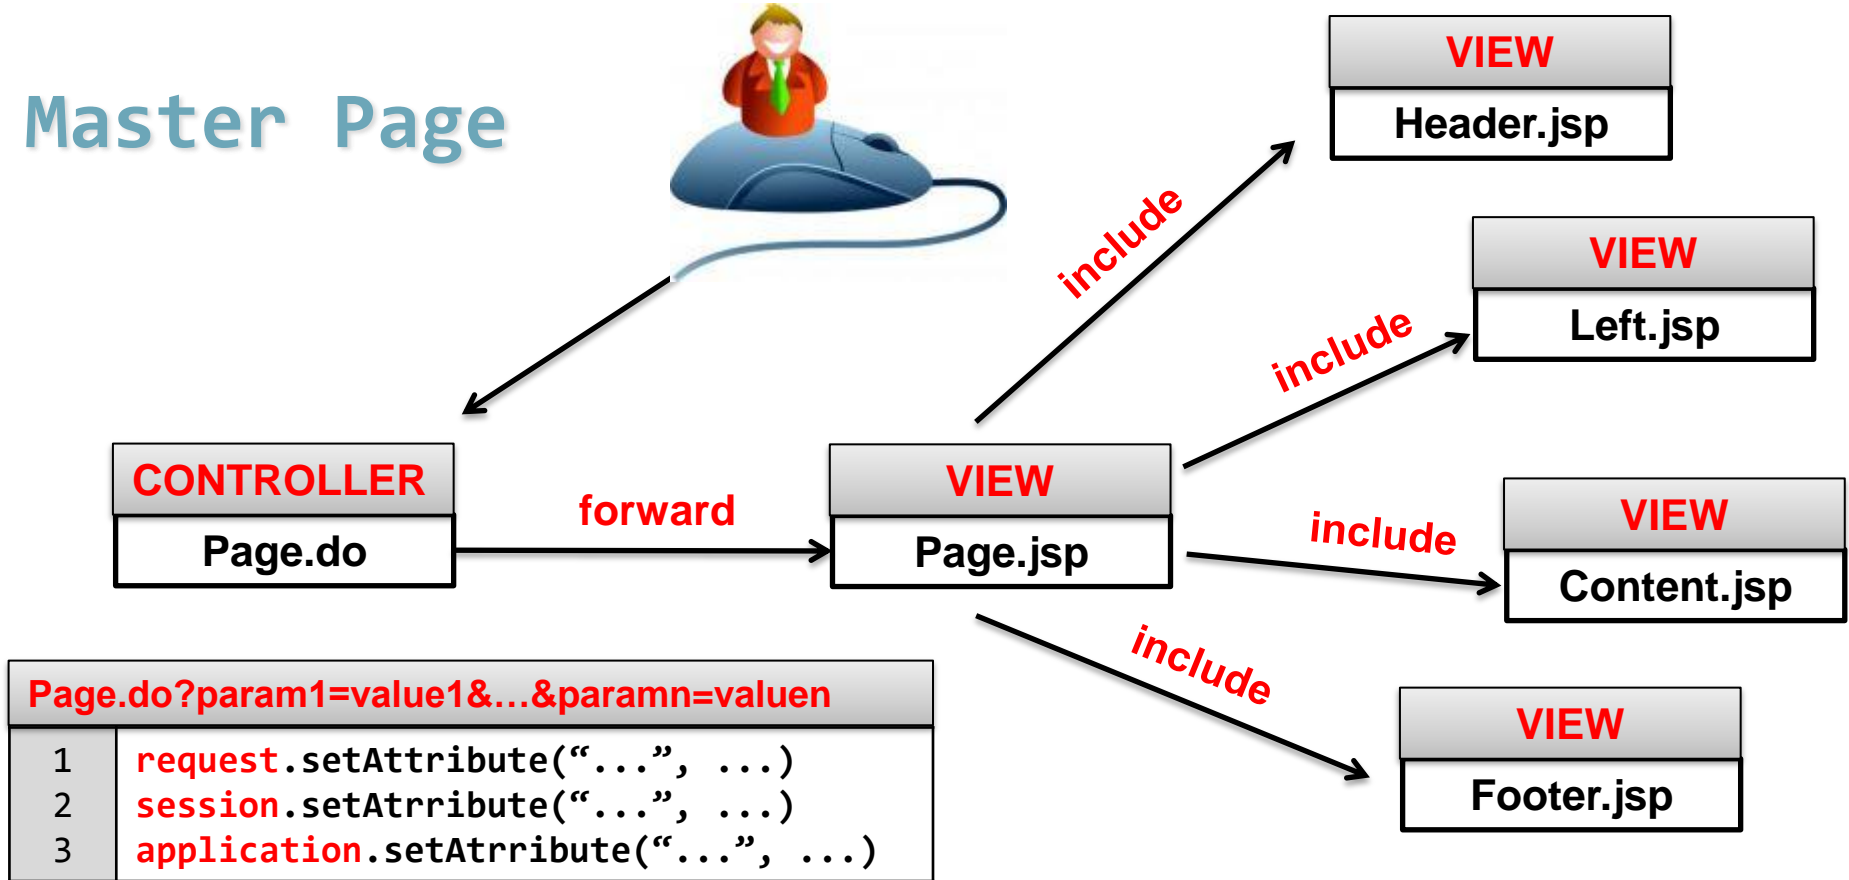 Master Page
VIEW
Header.jsp
include
VIEW
Left.jsp
include
CONTROLLER
Page.do
forward
VIEW
Page.jsp
include
VIEW
Content.jsp
include
VIEW
Footer.jsp
Page.do?param1=value1&…&paramn=valuen
1 request.setAttribute(“...”, ...)
2 session.setAtrribute(“...”, ...)
3 application.setAtrribute(“...”, ...)